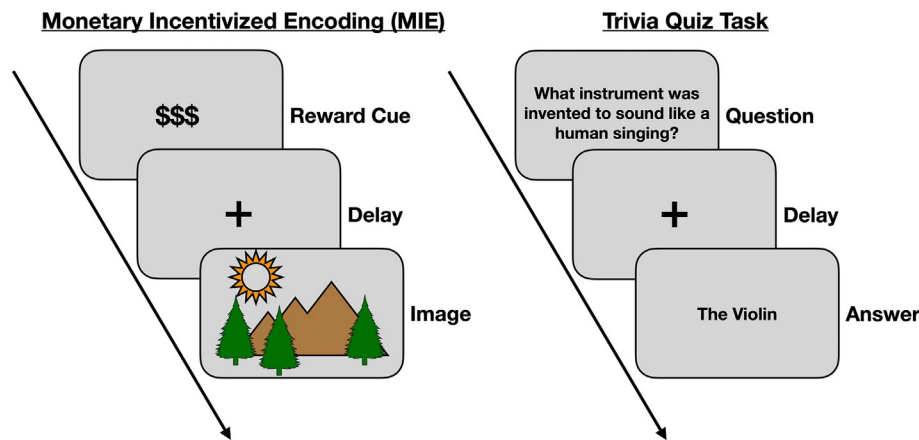 Monetary Incentivized Encoding (MIE)
$$$
Reward Cue
+
Delay
Image
Trivia Quiz Task
What instrument was
invented to sound like a
human singing?
Question
+
Delay
The Violin
Answer